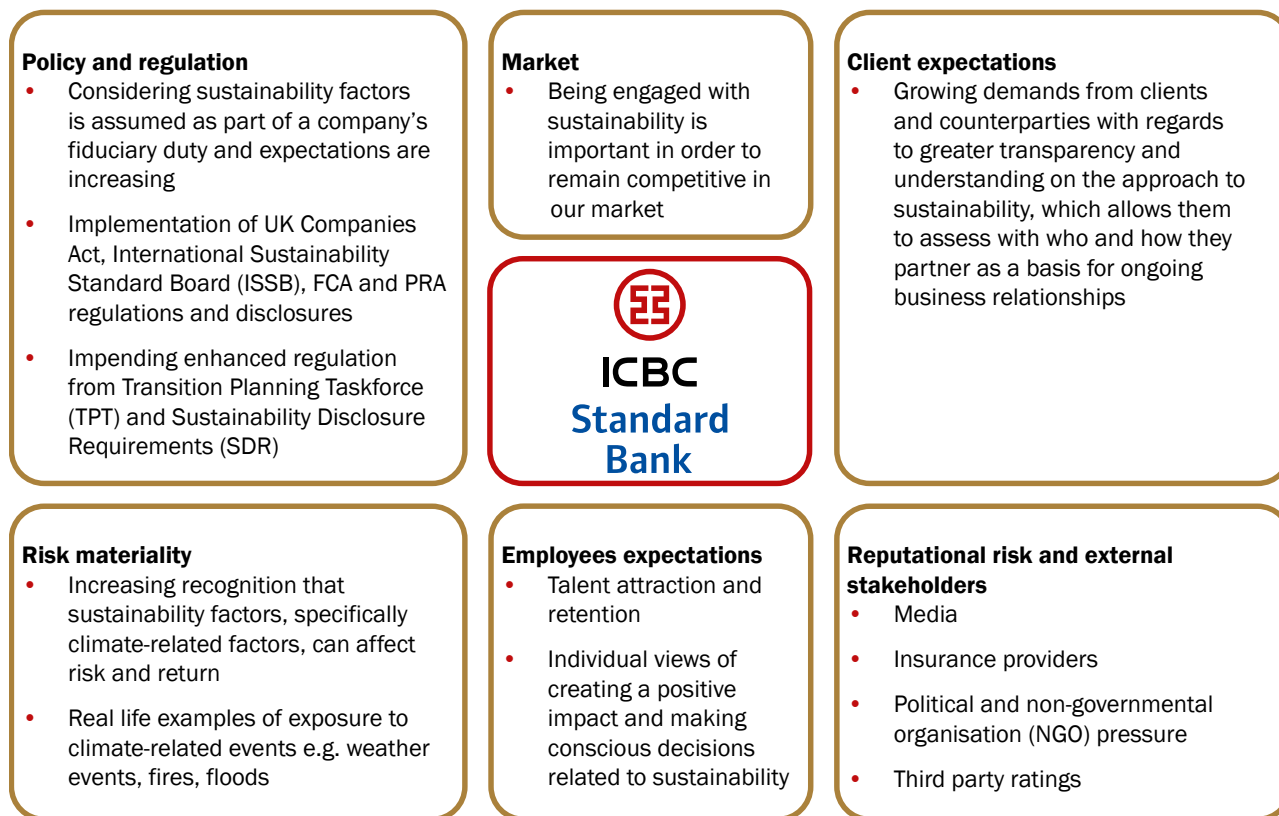 Policy and regulation
• Considering sustainability factors
is assumed as part of a company's
fiduciary duty and expectations are
increasing
• Implementation of UK Companies
Act, International Sustainability
Standard Board (ISSB), FCA and PRA
regulations and disclosures
• Impending enhanced regulation
from Transition Planning Taskforce
(TPT) and Sustainability Disclosure
Requirements (SDR)
Market
• Being engaged with
sustainability is
important in order to
remain competitive in
our market
ICBC
Standard
Bank
Client expectations
• Growing demands from clients
and counterparties with regards
to greater transparency and
understanding on the approach to
sustainability, which allows them
to assess with who and how they
partner as a basis for ongoing
business relationships
Risk materiality
• Increasing recognition that
sustainability factors, specifically
climate-related factors, can affect
risk and return
• Real life examples of exposure to
climate-related events e.g. weather
events, fires, floods
Employees expectations
• Talent attraction and
retention
• Individual views of
creating a positive
impact and making
conscious decisions
related to sustainability
Reputational risk and external
stakeholders
• Media
• Insurance providers
• Political and non-governmental
organisation (NGO) pressure
• Third party ratings